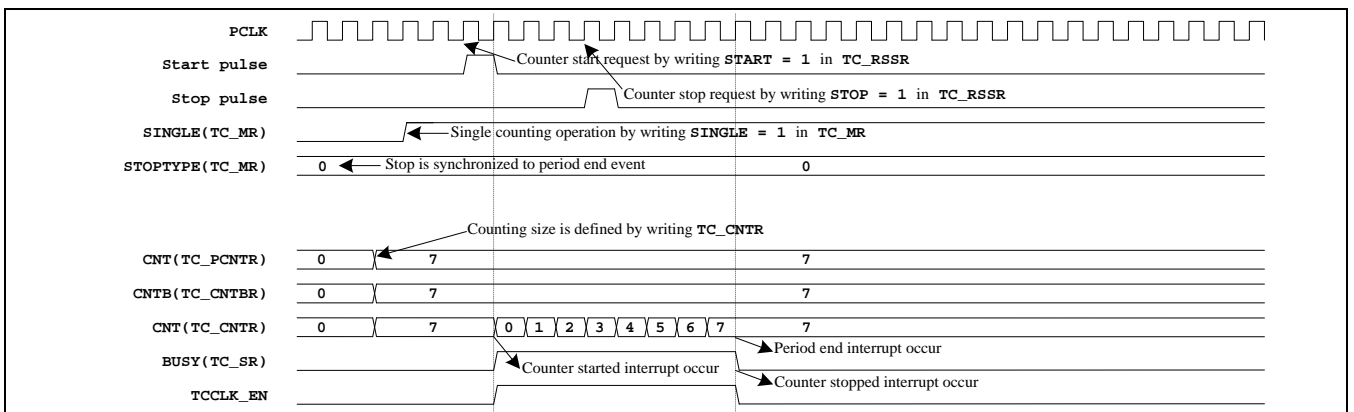 PCLK
Counter start request by writing START = 1 in TC_RSSR
Start pulse
Counter stop request by writing STOP = 1 in TC_RSSR
Stop pulse
SINGLE(TC_MR) Single counting operation by writing SINGLE = 1 in TC_MR
STOPTYPE(TC_MR) 0 Stop is synchronized to period end event 0
Counting size is defined by writing TC_CNTR
CNT(TC_PCNTR) 0 7 7
CNTB(TC_CNTBR) 0 7 7
CNT(TC_CNTR) 0 7 0 1 2 3 4 5 6 7 7
Period end interrupt occur
BUSY(TC_SR) Counter started interrupt occur
Counter stopped interrupt occur
TCCLK_EN